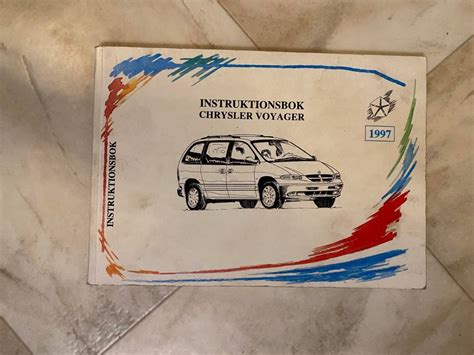 INSTRUKTIONSBOK
CHRYSLER VOYAGER
1997
INSTRUKTIONSBOK